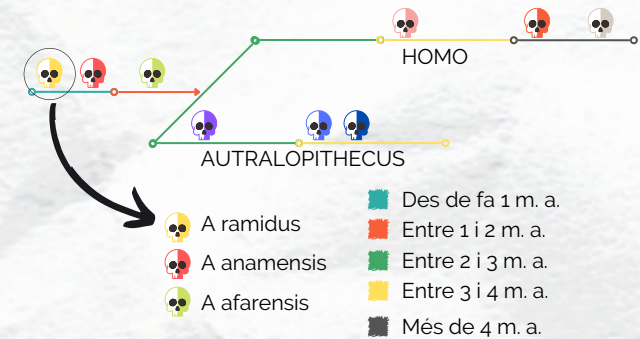 HOMO
AUTRALOPITHECUS
A ramidus
A anamensis
A afarensis
Des de fa 1 m. a.
Entre 1 i 2 m. a.
Entre 2 i 3 m. a.
Entre 3 i 4 m. a.
Més de 4 m. a.